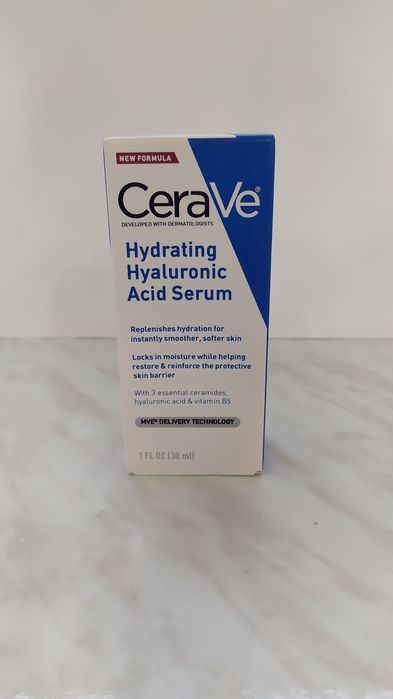 NEW FORMULA
CeraVe®
DEVELOPED WITH DERMATOLOGISTS
Hydrating
Hyaluronic
Acid Serum
Replenishes hydration for
instantly smoother, softer skin
Locks in moisture while helping
restore & reinforce the protective
skin barrier
With 3 essential ceramides,
hyaluronic acid & vitamin B5
MVE® DELIVERY TECHNOLOGY
1 FL OZ (30 ml)